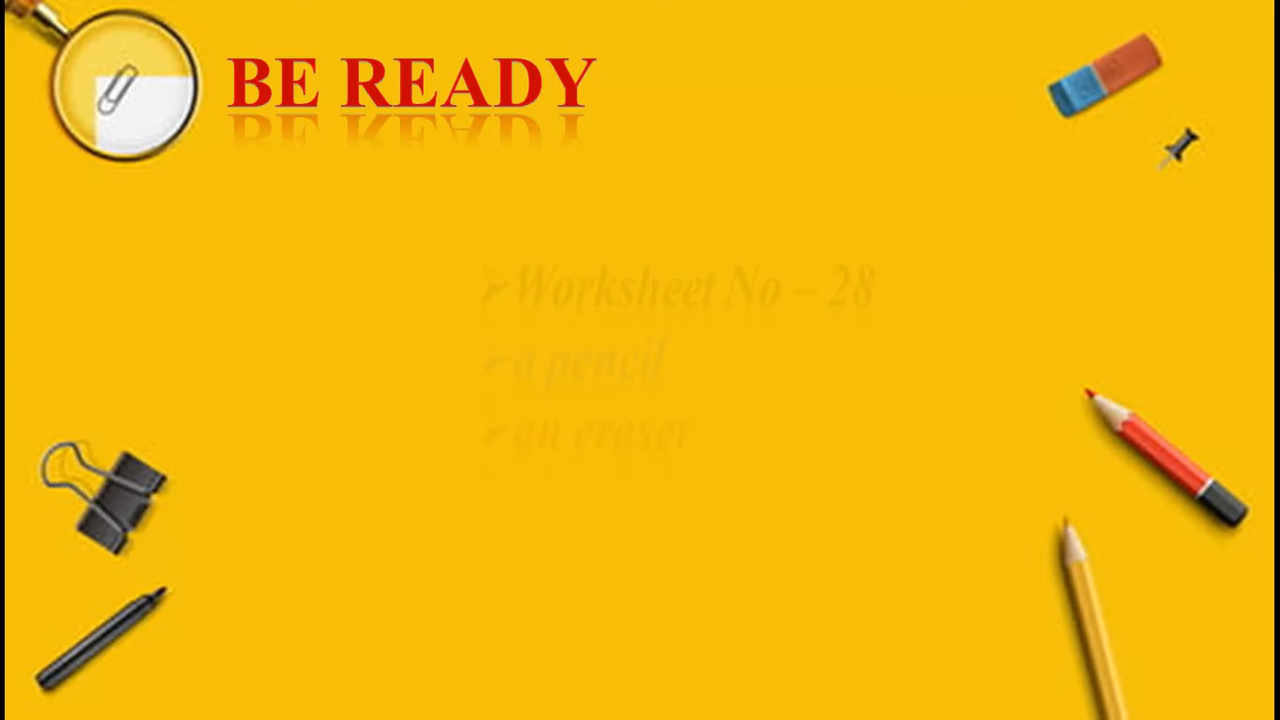 BE READY
➢Worksheet No – 28
➢a pencil
➢an eraser